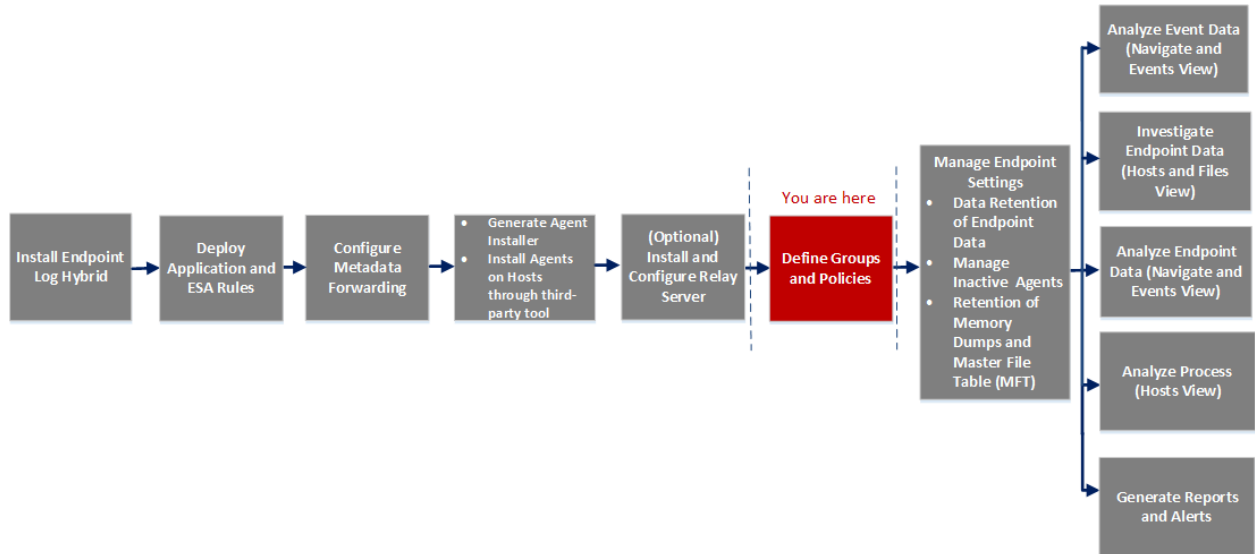 Install Endpoint
Log Hybrid
Deploy
Application and
ESA Rules
Configure
Metadada
Forwarding
• Generate Agent
Installer
• Install Agents
on Hosts
through third-
party tool
(Optional)
Install and
Configure Relay
Server
You are here
Define Groups
and Policies
Manage Endpoint
Settings
• Data Retention
of Endpoint
Data
• Manage
Inactive Agents
• Retention of
Memory
Dumps and
Master File
Table (MFT)
Analyze Event Data
(Navigate and
Events View)
Investigate
Endpoint Data
(Hosts and Files
View)
Analyze Endpoint
Data (Navigate and
Events View)
Analyze Process
(Hosts View)
Generate Reports
and Alerts